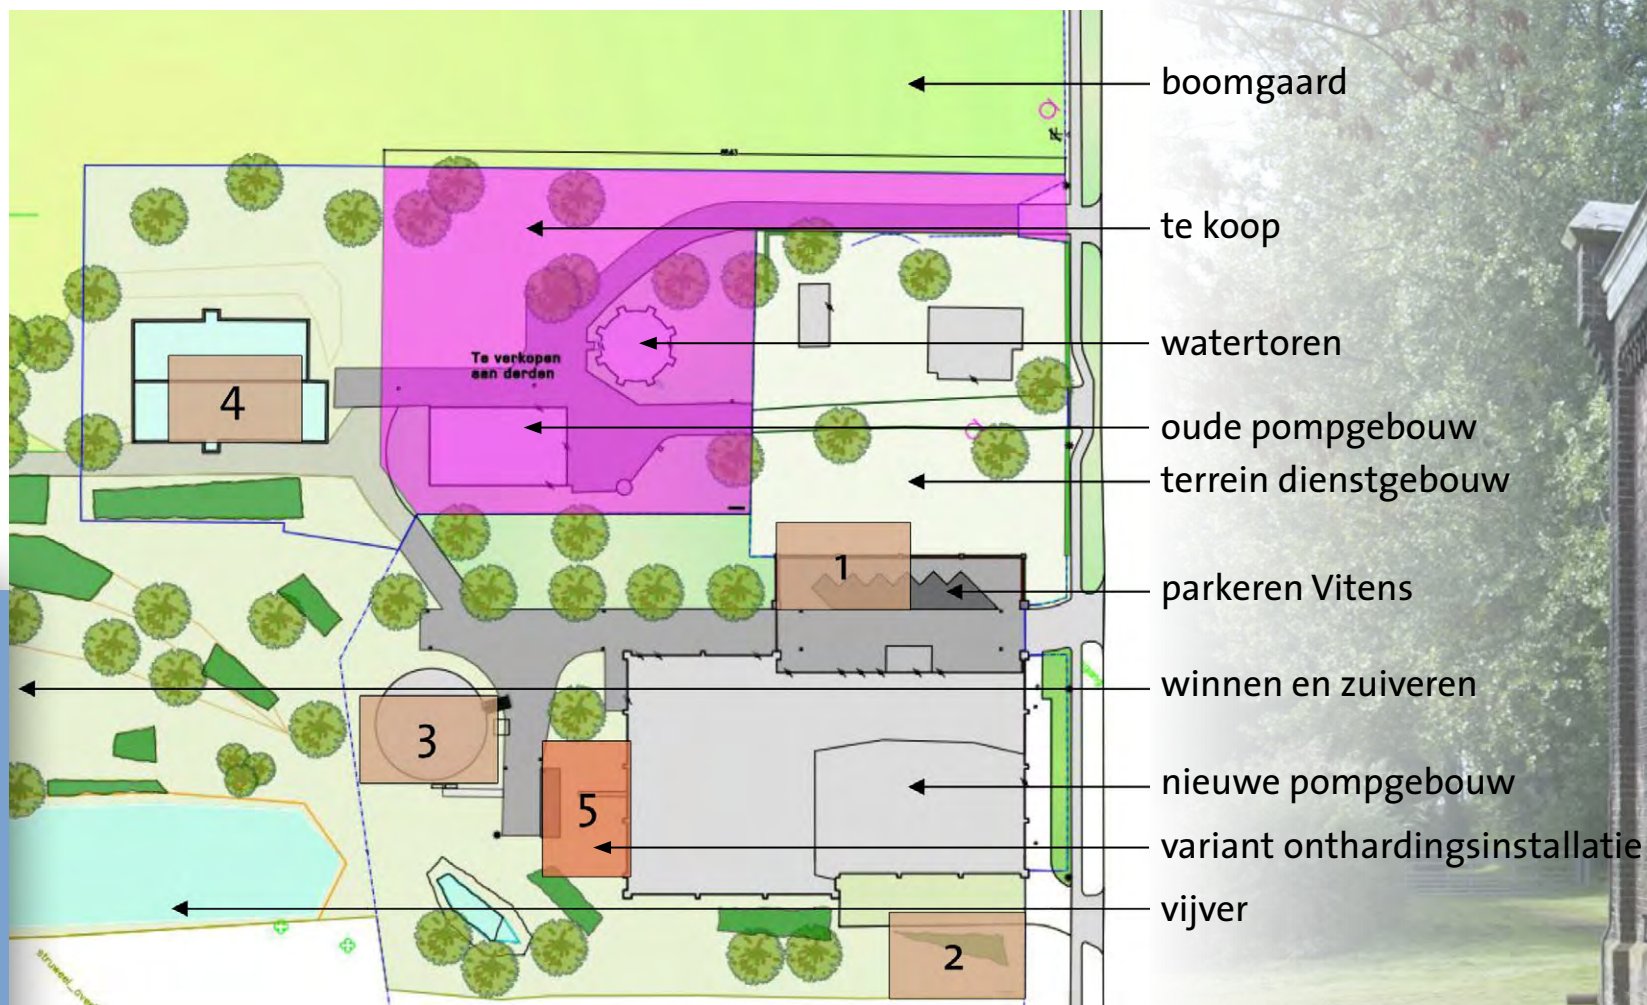 boomgaard
te koop
Te verkopen
aan derden
watertoren
4
oude pompgebouw
terrein dienstgebouw
1
parkeren Vitens
winnen en zuiveren
3
nieuwe pompgebouw
5
variant onthardingsinstallatie
vijver
2